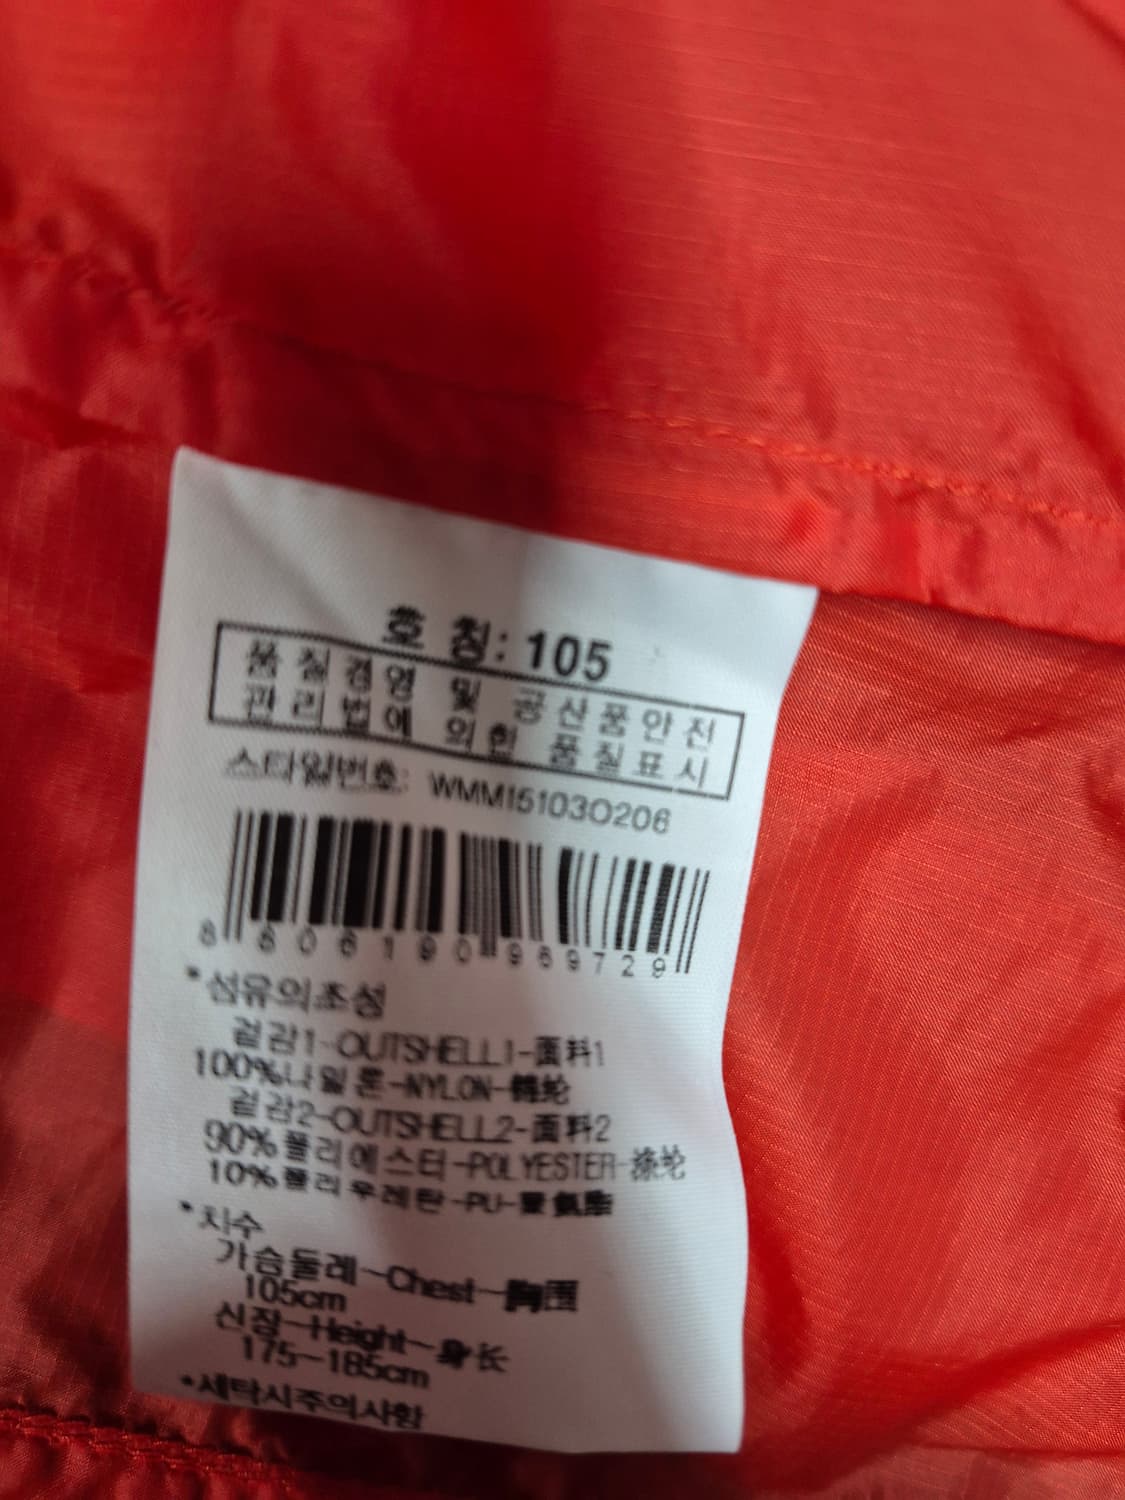 호 칭: 105
품질경영 및 공산품안전
관리법에 의한 품질표시
스타일번호: WMM15103O206
8 806190 969729
*섬유의조성
겉감1-OUTSHELL1-面料1
100%나일론-NYLON-锦纶
겉감2-OUTSHELL2-面料2
90%폴리에스터-POLYESTER-涤纶
10%폴리우레탄-PU-聚氨酯
*치수
가슴둘레-Chest-胸围
105cm
신장-Height-身长
175-185cm
*세탁시주의사항